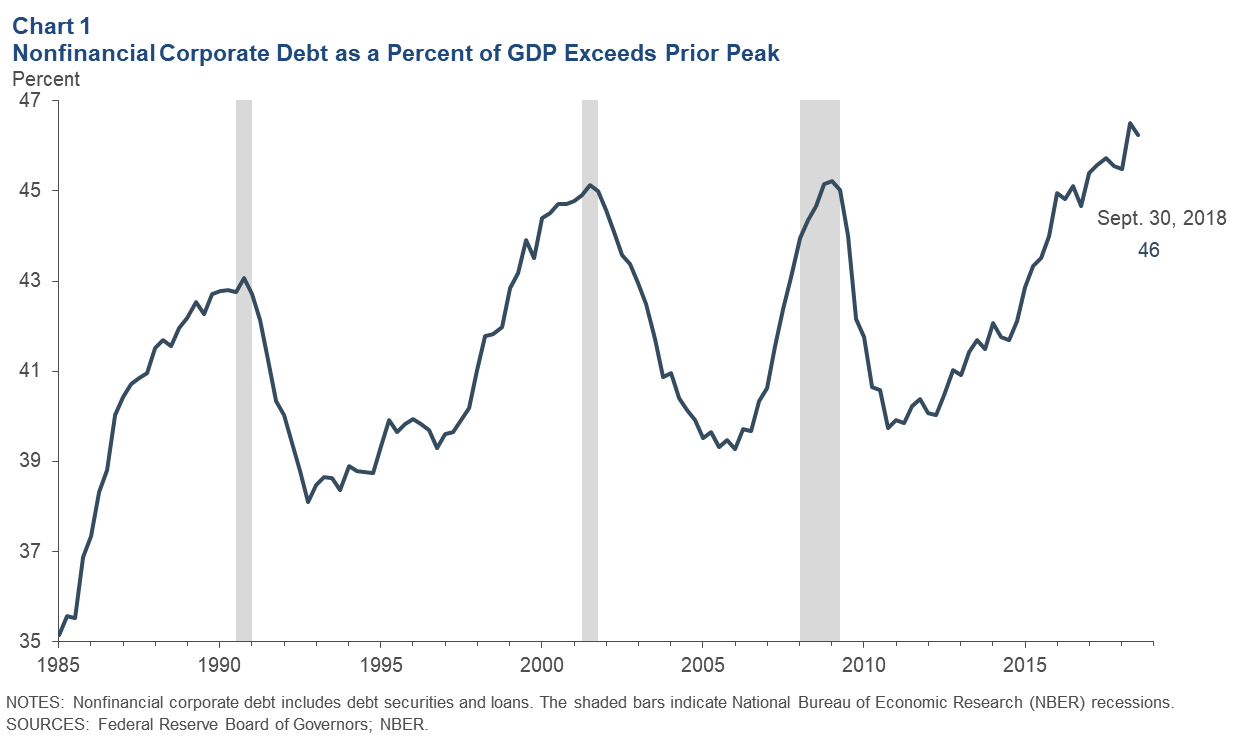 Chart 1
Nonfinancial Corporate Debt as a Percent of GDP Exceeds Prior Peak
Percent
47
45
43
41
39
37
35
Sept. 30, 2018
46
1985 1990 1995 2000 2005 2010 2015
NOTES: Nonfinancial corporate debt includes debt securities and loans. The shaded bars indicate National Bureau of Economic Research (NBER) recessions.
SOURCES: Federal Reserve Board of Governors; NBER.